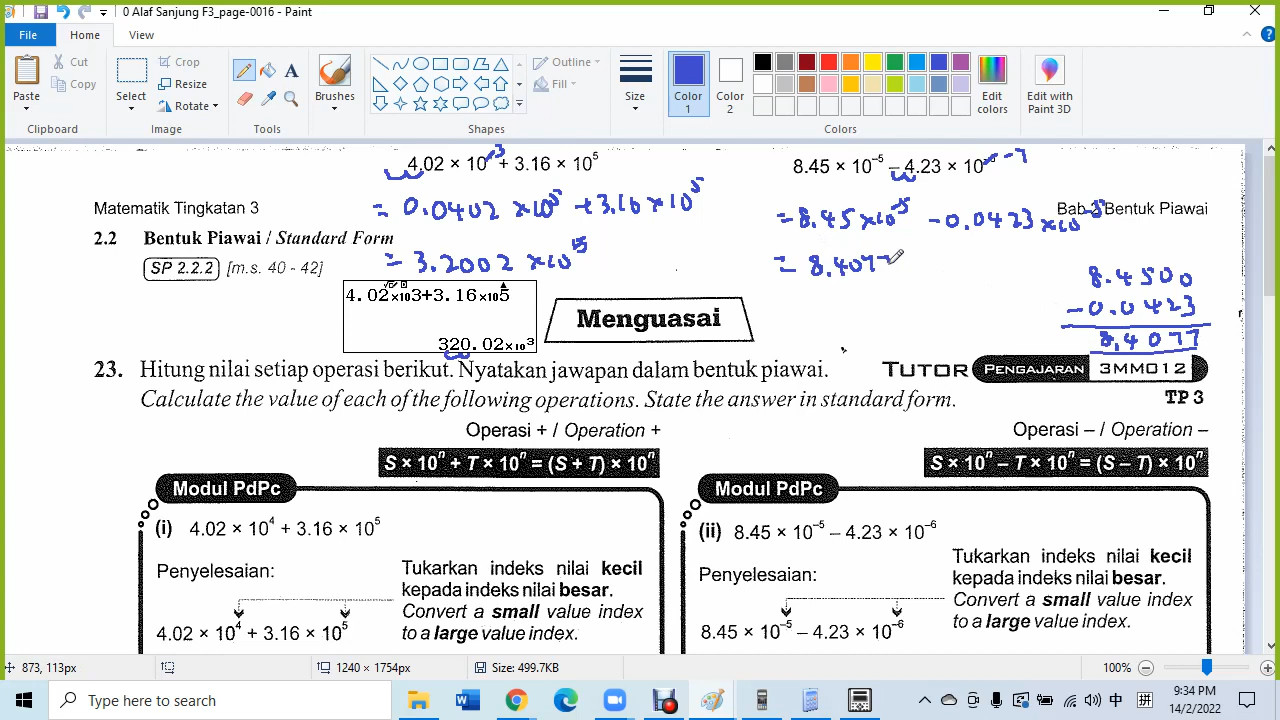 0 Alaf Sanjung F3_page-0016 - Paint
File Home View
Paste Cut Copy Clipboard
Select Crop Resize Rotate Image
Tools
Brushes
Outline Fill Shapes
Size
Color 1 Color 2 Edit colors Colors
Edit with Paint 3D
4.02 × 10³ + 3.16 × 10⁵
8.45 × 10⁻⁵ – 4.23 × 10⁻⁷
Matematik Tingkatan 3
= 0.0402 × 10⁵ + 3.16 × 10⁵
Bab 2 Bentuk Piawai
= 8.45 × 10⁻⁵ − 0.0423 × 10⁻⁵
2.2 Bentuk Piawai / Standard Form
SP 2.2.2 [m.s. 40 - 42]
= 3.2002 × 10⁵
= 8.4077
8.4500
− 0.0423
8.4077
4.02×10³+3.16×10⁵
320.02×10³
Menguasai
23. Hitung nilai setiap operasi berikut. Nyatakan jawapan dalam bentuk piawai.
TUTOR PENGAJARAN 3MM012
Calculate the value of each of the following operations. State the answer in standard form.
TP 3
Operasi + / Operation +
Operasi – / Operation –
S × 10ⁿ + T × 10ⁿ = (S + T) × 10ⁿ
S × 10ⁿ – T × 10ⁿ = (S – T) × 10ⁿ
Modul PdPc
(i) 4.02 × 10⁴ + 3.16 × 10⁵
Penyelesaian:
Tukarkan indeks nilai kecil
kepada indeks nilai besar.
Convert a small value index
to a large value index.
4.02 × 10⁴ + 3.16 × 10⁵
Modul PdPc
(ii) 8.45 × 10⁻⁵ – 4.23 × 10⁻⁶
Penyelesaian:
Tukarkan indeks nilai kecil
kepada indeks nilai besar.
Convert a small value index
to a large value index.
8.45 × 10⁻⁵ – 4.23 × 10⁻⁶
873, 113px 1240 × 1754px Size: 499.7KB 100%
Type here to search
中 拼 9:34 PM
14/2/2022